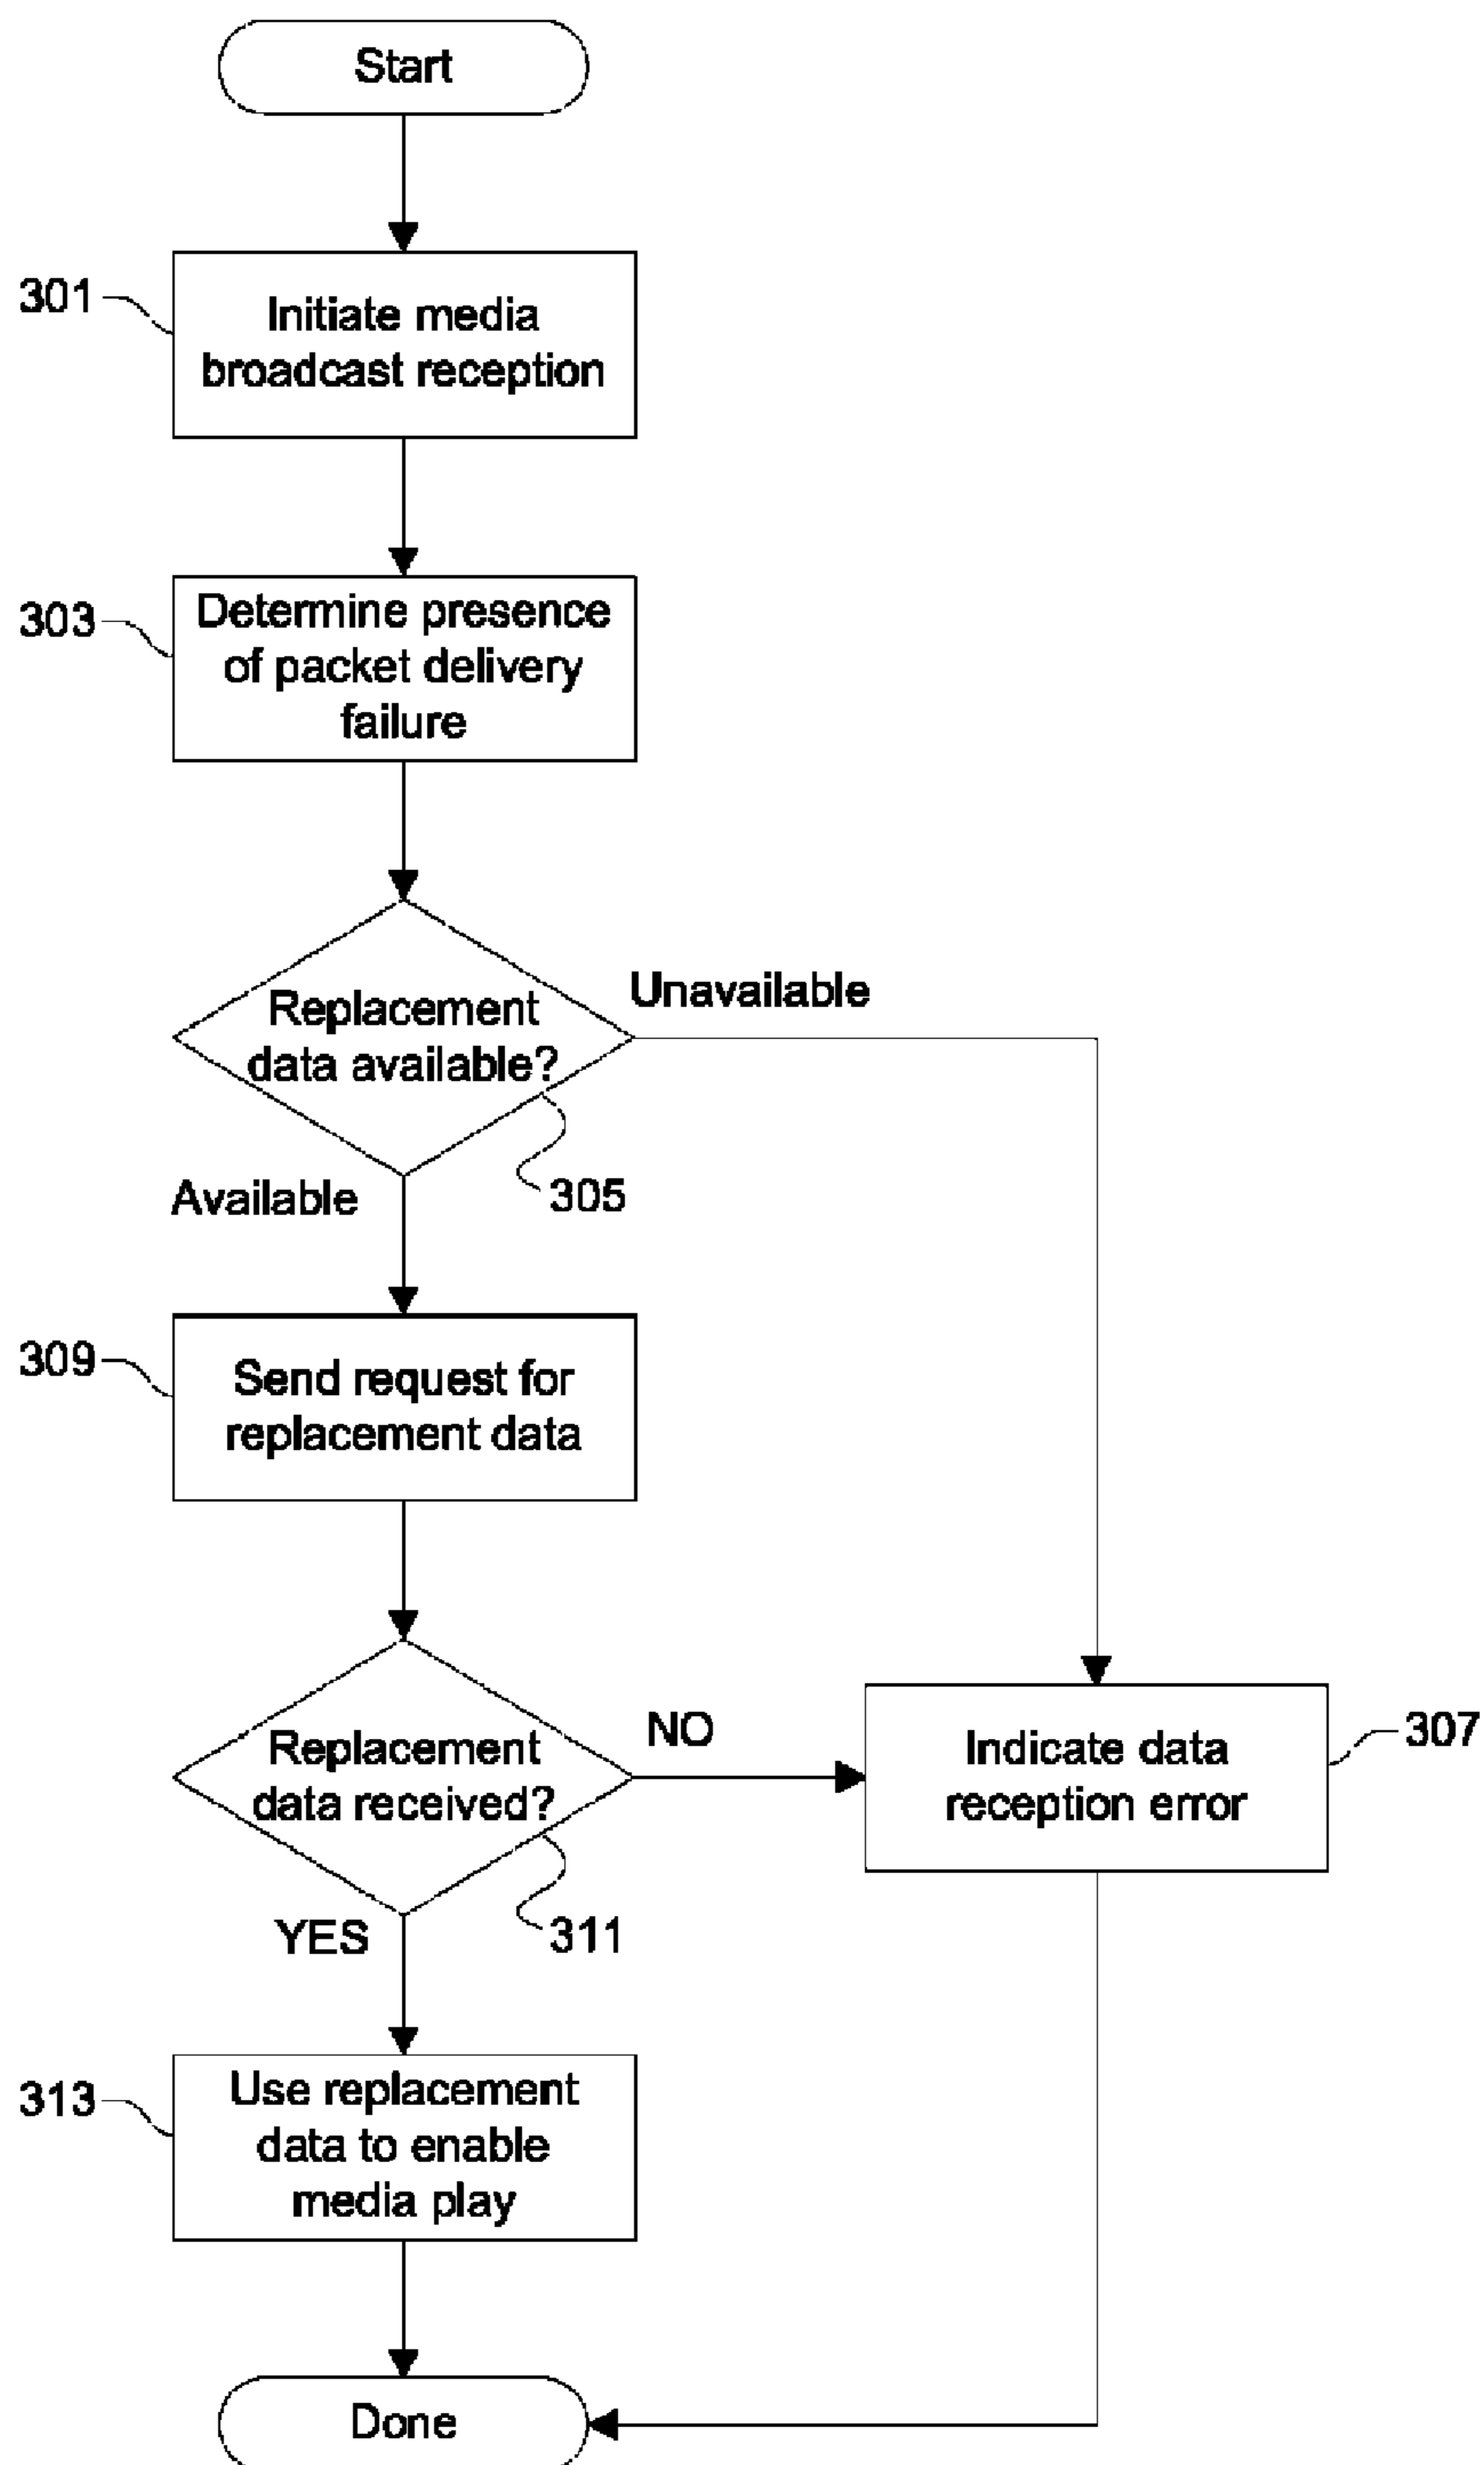 Start
301
Initiate media
broadcast reception
303
Determine presence
of packet delivery
failure
Replacement
data available?
Unavailable
Available
305
309
Send request for
replacement data
Replacement
data received?
NO
Indicate data
reception error
307
YES
311
313
Use replacement
data to enable
media play
Done